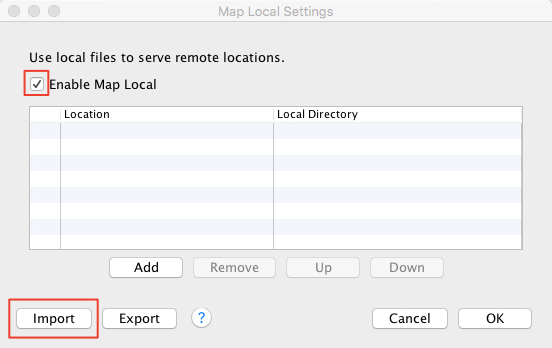 Map Local Settings
Use local files to serve remote locations.
Enable Map Local
Location Local Directory
Add Remove Up Down
Import Export ? Cancel OK